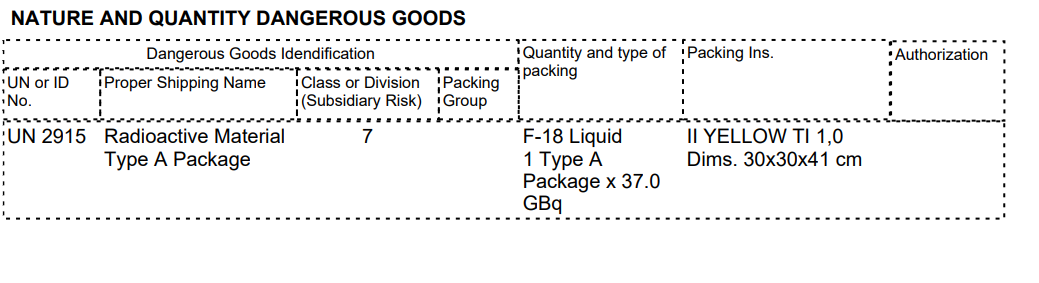 NATURE AND QUANTITY DANGEROUS GOODS
Dangerous Goods Idendification
Quantity and type of packing
Packing Ins.
Authorization
UN or ID No.
Proper Shipping Name
Class or Division (Subsidiary Risk)
Packing Group
UN 2915
Radioactive Material
Type A Package
7
F-18 Liquid
1 Type A
Package x 37.0
GBq
II YELLOW TI 1,0
Dims. 30x30x41 cm